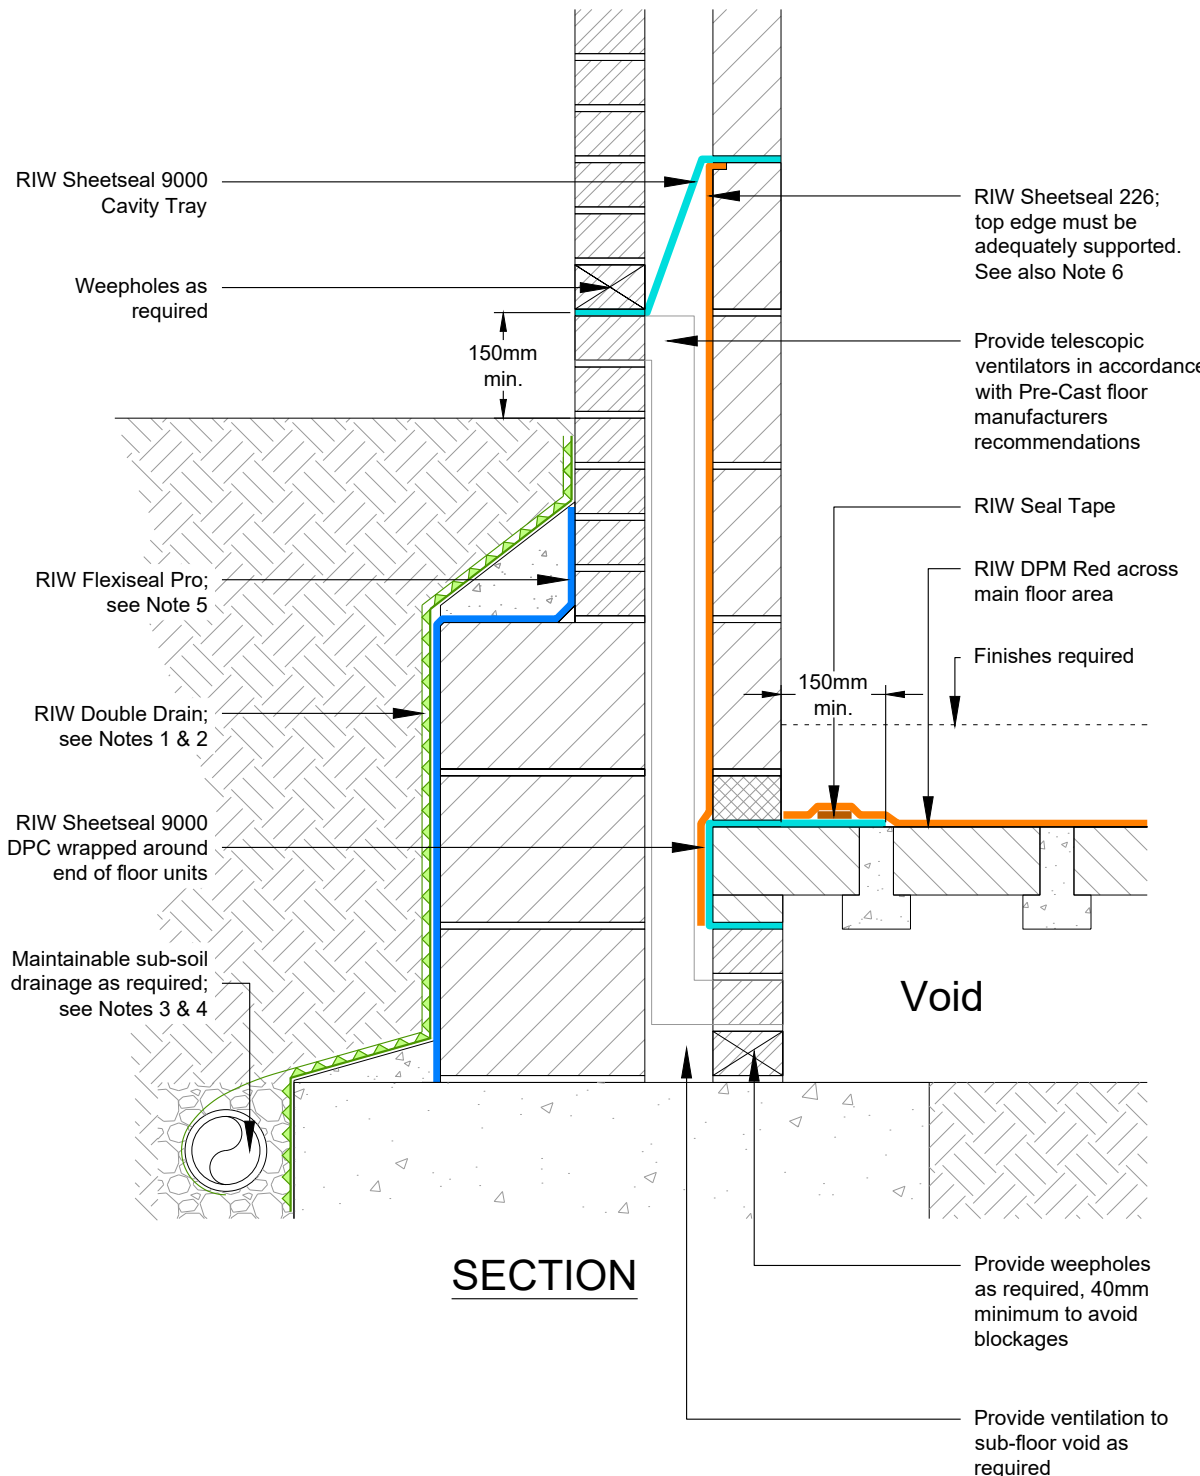 RIW Sheetseal 9000
Cavity Tray
Weepholes as
required
150mm
min.
RIW Flexiseal Pro;
see Note 5
RIW Double Drain;
see Notes 1 & 2
RIW Sheetseal 9000
DPC wrapped around
end of floor units
Maintainable sub-soil
drainage as required;
see Notes 3 & 4
RIW Sheetseal 226;
top edge must be
adequately supported.
See also Note 6
Provide telescopic
ventilators in accordance
with Pre-Cast floor
manufacturers
recommendations
RIW Seal Tape
RIW DPM Red across
main floor area
Finishes required
150mm
min.
Void
SECTION
Provide weepholes
as required, 40mm
minimum to avoid
blockages
Provide ventilation to
sub-floor void as
required